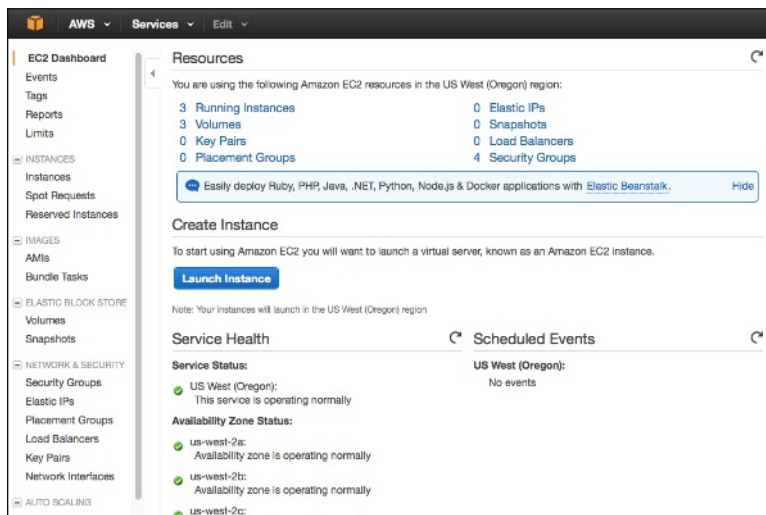 AWS Services Edit
EC2 Dashboard
Events
Tags
Reports
Limits
INSTANCES
Instances
Spot Requests
Reserved Instances
IMAGES
AMIs
Bundle Tasks
ELASTIC BLOCK STORE
Volumes
Snapshots
NETWORK & SECURITY
Security Groups
Elastic IPs
Placement Groups
Load Balancers
Key Pairs
Network Interfaces
AUTO SCALING
Resources
You are using the following Amazon EC2 resources in the US West (Oregon) region:
3 Running Instances
0 Elastic IPs
3 Volumes
0 Snapshots
0 Key Pairs
0 Load Balancers
0 Placement Groups
4 Security Groups
Easily deploy Ruby, PHP, Java, .NET, Python, Node.js & Docker applications with Elastic Beanstalk. Hide
Create Instance
To start using Amazon EC2 you will want to launch a virtual server, known as an Amazon EC2 instance.
Launch Instance
Note: Your instances will launch in the US West (Oregon) region
Service Health
Service Status:
US West (Oregon):
This service is operating normally
Availability Zone Status:
us-west-2a:
Availability zone is operating normally
us-west-2b:
Availability zone is operating normally
us-west-2c:
Scheduled Events
US West (Oregon):
No events